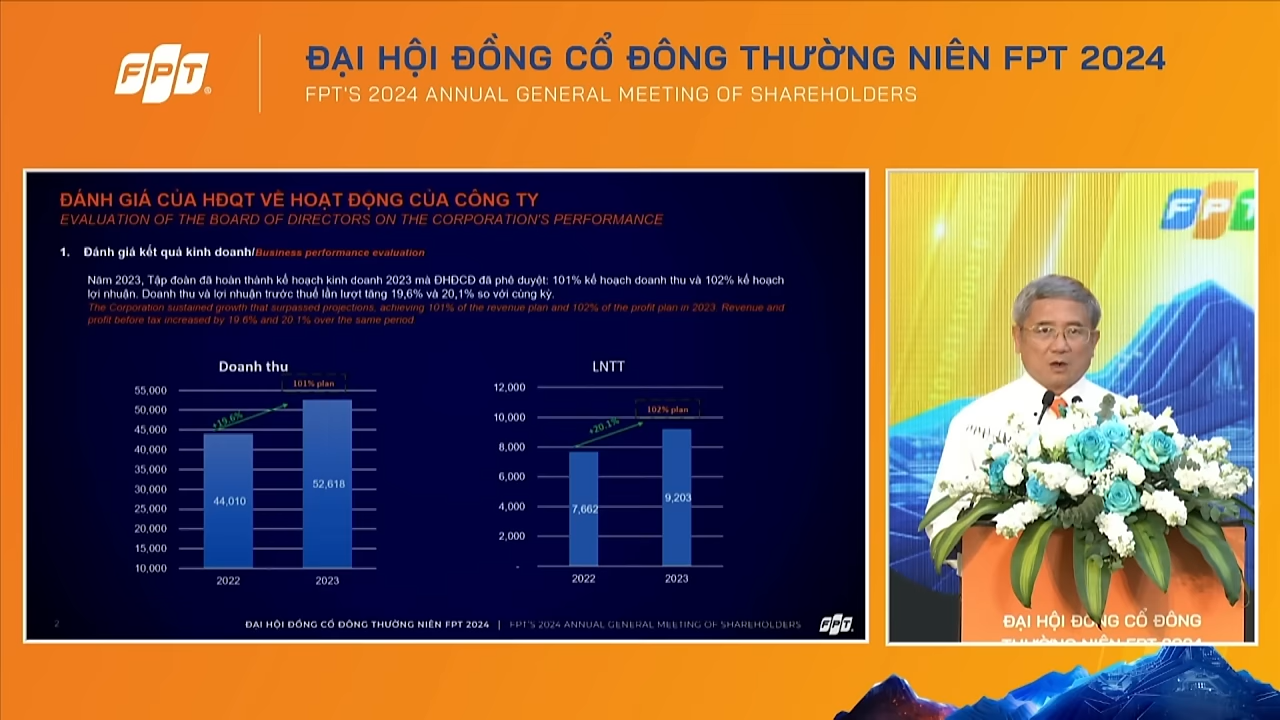 FPT®
ĐẠI HỘI ĐỒNG CỔ ĐÔNG THƯỜNG NIÊN FPT 2024
FPT'S 2024 ANNUAL GENERAL MEETING OF SHAREHOLDERS
ĐÁNH GIÁ CỦA HĐQT VỀ HOẠT ĐỘNG CỦA CÔNG TY
EVALUATION OF THE BOARD OF DIRECTORS ON THE CORPORATION'S PERFORMANCE
1. Đánh giá kết quả kinh doanh/Business performance evaluation
Năm 2023, Tập đoàn đã hoàn thành kế hoạch kinh doanh 2023 mà ĐHĐCĐ đã phê duyệt: 101% kế hoạch doanh thu và 102% kế hoạch
lợi nhuận. Doanh thu và lợi nhuận trước thuế lần lượt tăng 19,6% và 20,1% so với cùng kỳ.
The Corporation sustained growth that surpassed projections, achieving 101% of the revenue plan and 102% of the profit plan in 2023. Revenue and
profit before tax increased by 19 6% and 20 1% over the same period
Doanh thu
101% plan
55,000
50,000
45,000
40,000
35,000
30,000
25,000
20,000
15,000
10,000
+19.6%
44,010
52,618
2022
2023
LNTT
102% plan
12,000
10,000
8,000
6,000
4,000
2,000
-
+20.1%
7,662
9,203
2022
2023
2
ĐẠI HỘI ĐỒNG CỔ ĐÔNG THƯỜNG NIÊN FPT 2024 | FPT'S 2024 ANNUAL GENERAL MEETING OF SHAREHOLDERS
FPT
FPT
ĐẠI HỘI ĐỒNG CỔ ĐÔNG
THƯỜNG NIÊN FPT 2024